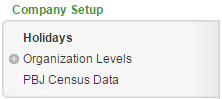 Company Setup
Holidays
Organization Levels
PBJ Census Data